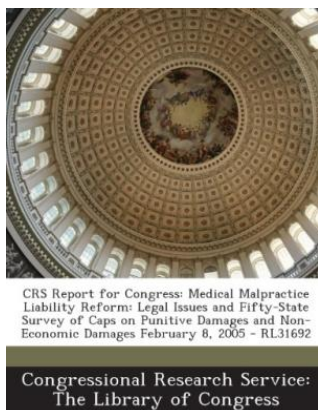 CRS Report for Congress: Medical Malpractice
Liability Reform: Legal Issues and Fifty-State
Survey of Caps on Punitive Damages and Non-
Economic Damages February 8, 2005 - RL31692
Congressional Research Service:
The Library of Congress